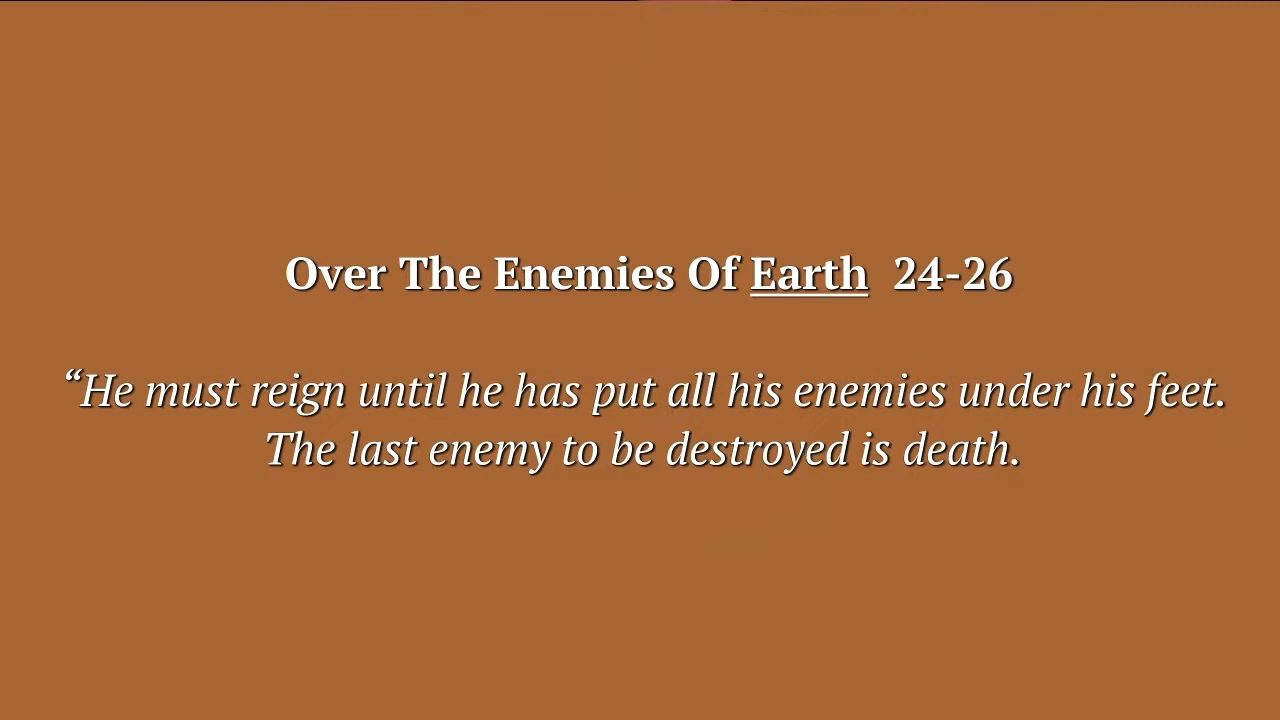 Over The Enemies Of Earth  24-26
“He must reign until he has put all his enemies under his feet.
The last enemy to be destroyed is death.